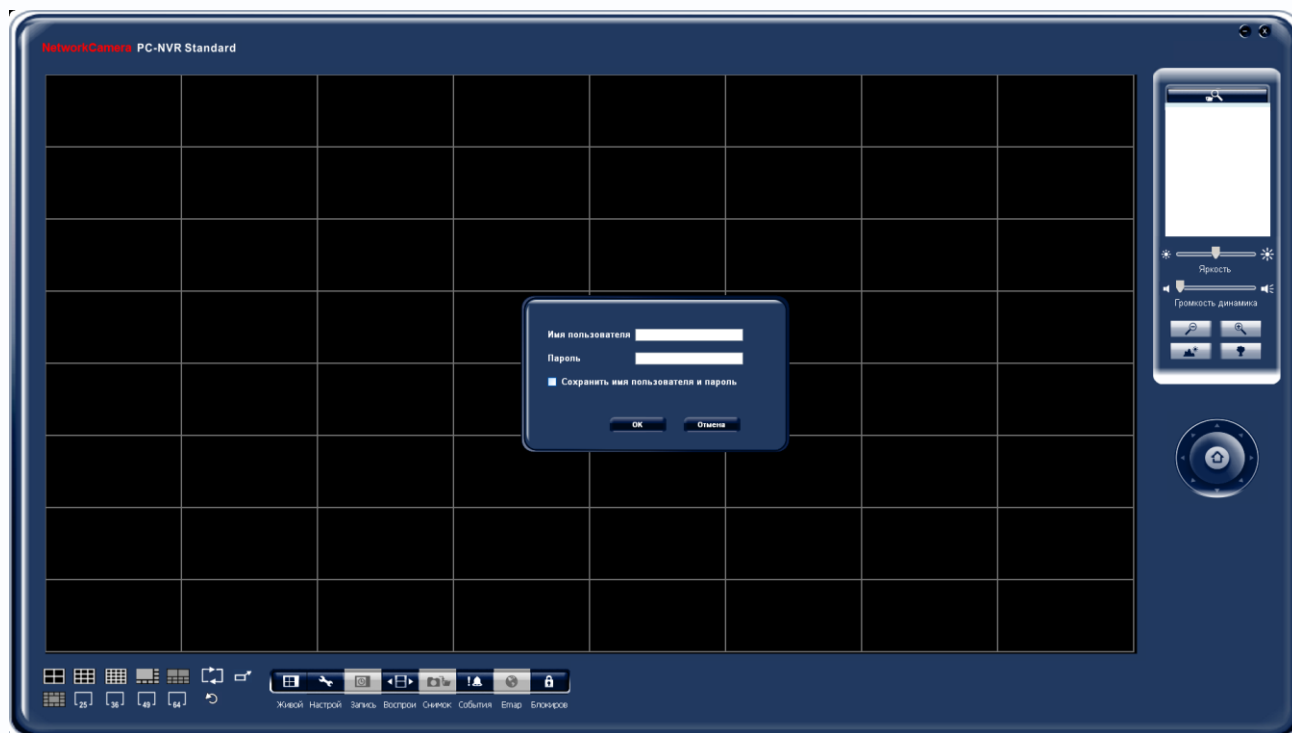 NetworkCamera PC-NVR Standard
Яркость
Громкость динамика
Имя пользователя
Пароль
Сохранить имя пользователя и пароль
ОК Отмена
25 36 49 64
Живой Настрой Запись Воспрои Снимок События Emap Блокиров